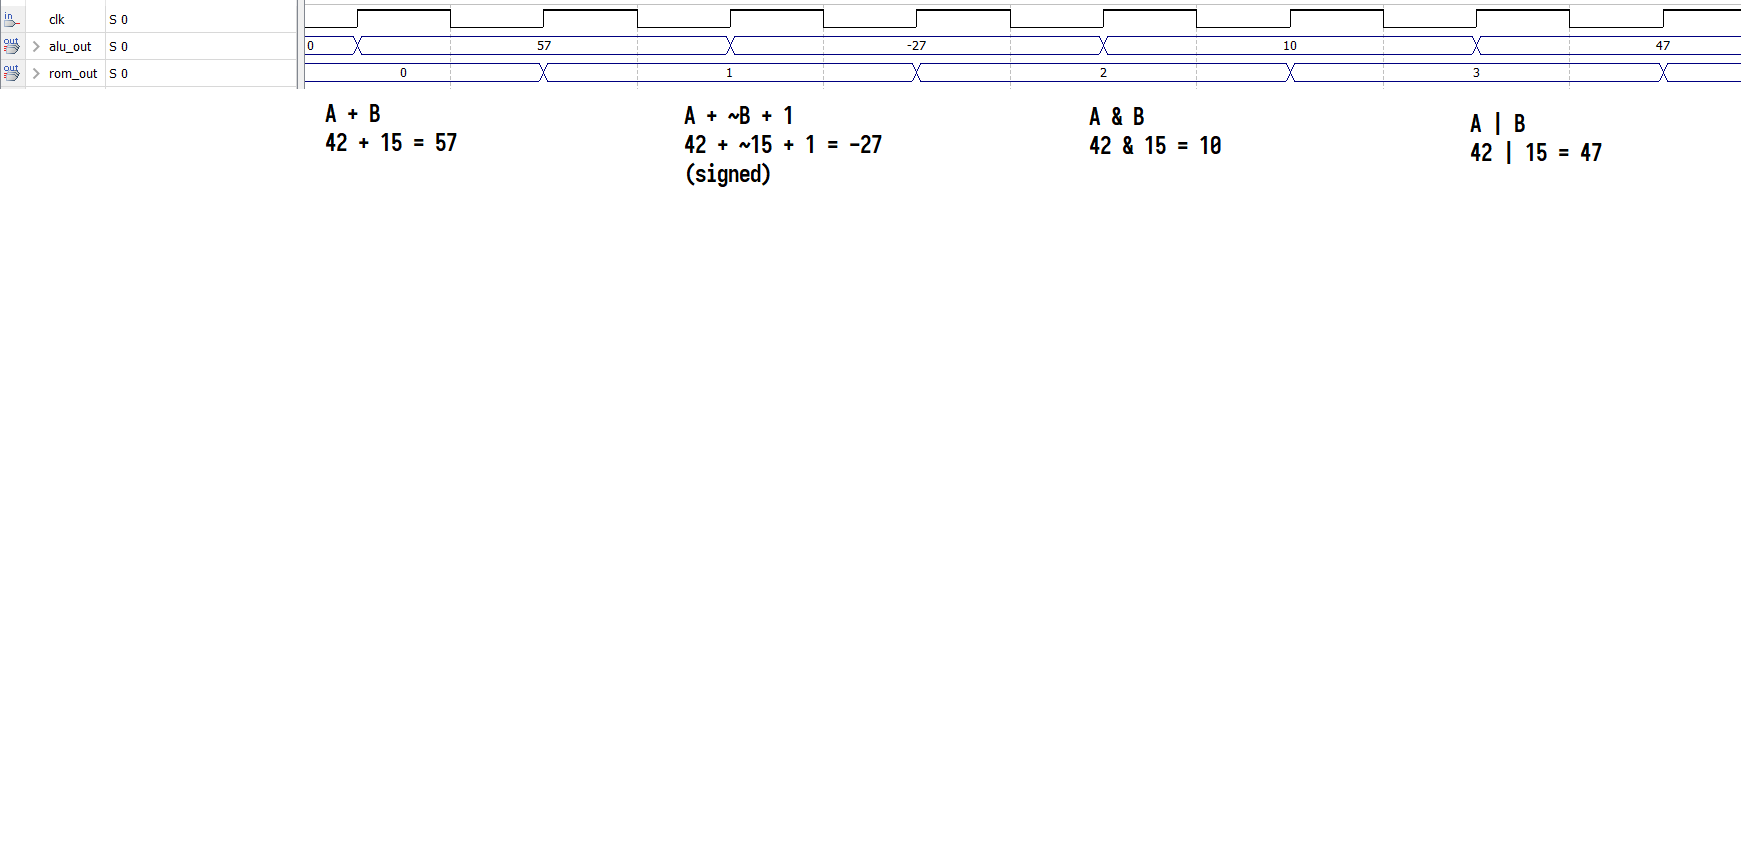 in clk S 0
out alu_out S 0 0 57 -27 10 47
out rom_out S 0 0 1 2 3
A + B
42 + 15 = 57
A + ~B + 1
42 + ~15 + 1 = -27
(signed)
A & B
42 & 15 = 10
A | B
42 | 15 = 47